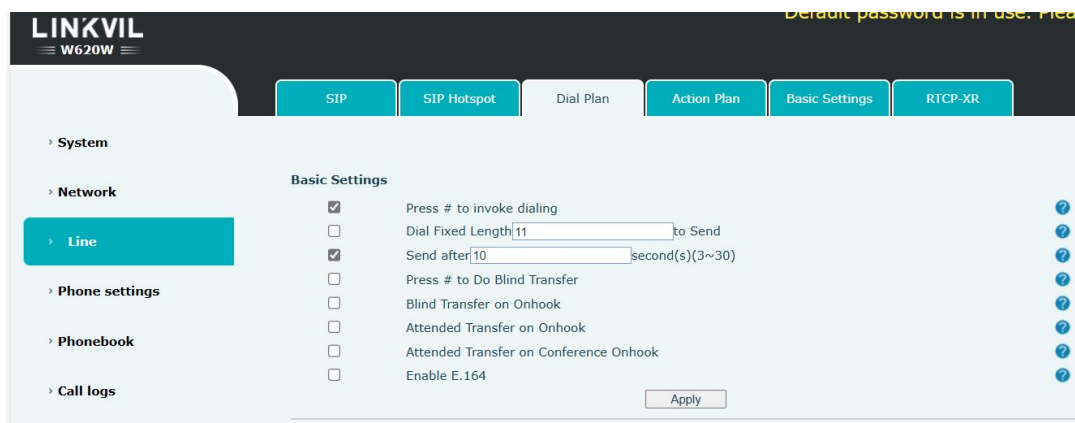 Default password is in use. Plea
LINKVIL
W620W
SIP
SIP Hotspot
Dial Plan
Action Plan
Basic Settings
RTCP-XR
System
Network
Line
Phone settings
Phonebook
Call logs
Basic Settings
Press # to invoke dialing
Dial Fixed Length 11 to Send
Send after 10 second(s)(3~30)
Press # to Do Blind Transfer
Blind Transfer on Onhook
Attended Transfer on Onhook
Attended Transfer on Conference Onhook
Enable E.164
Apply